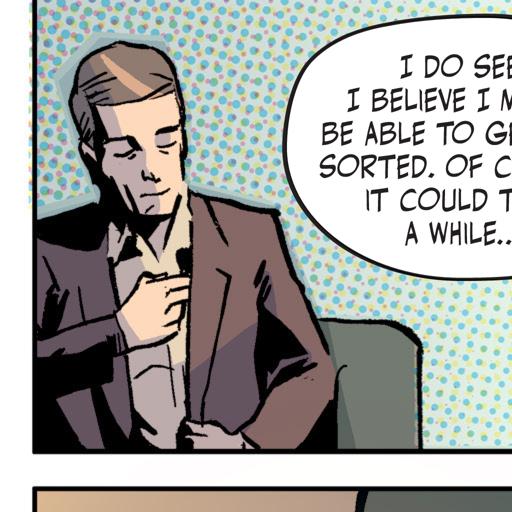 I DO SEE
I BELIEVE I
BE ABLE TO
SORTED. OF
IT COULD
A WHILE..